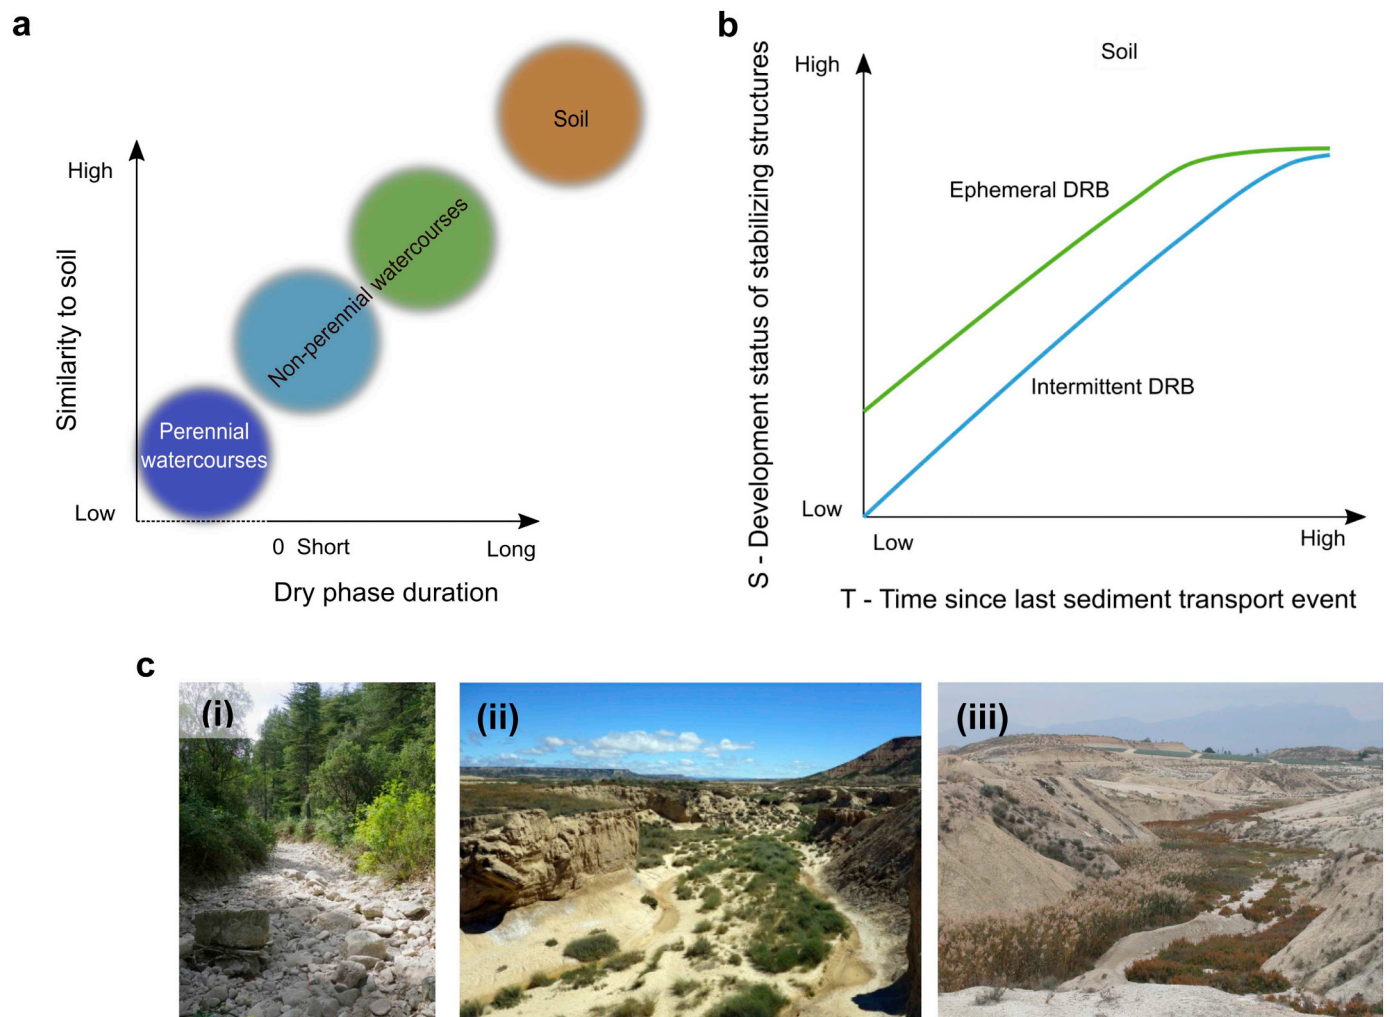 a
High
Similarity to soil
Low
Soil
Non-perennial watercourses
Perennial
watercourses
0 Short
Long
Dry phase duration
b
High
S - Development status of stabilizing structures
Soil
Ephemeral DRB
Intermittent DRB
Low
Low
High
T - Time since last sediment transport event
c
(i)
(ii)
(iii)